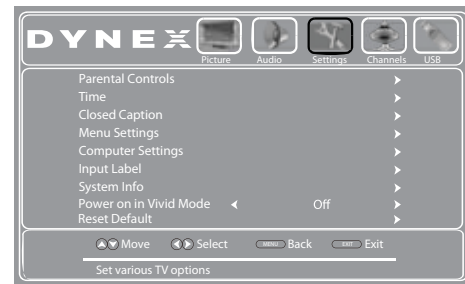 DYNEX
Picture Audio Settings Channels USB
Parental Controls
Time
Closed Caption
Menu Settings
Computer Settings
Input Label
System Info
Power on in Vivid Mode Off
Reset Default
Move Select MENU Back EXIT Exit
Set various TV options